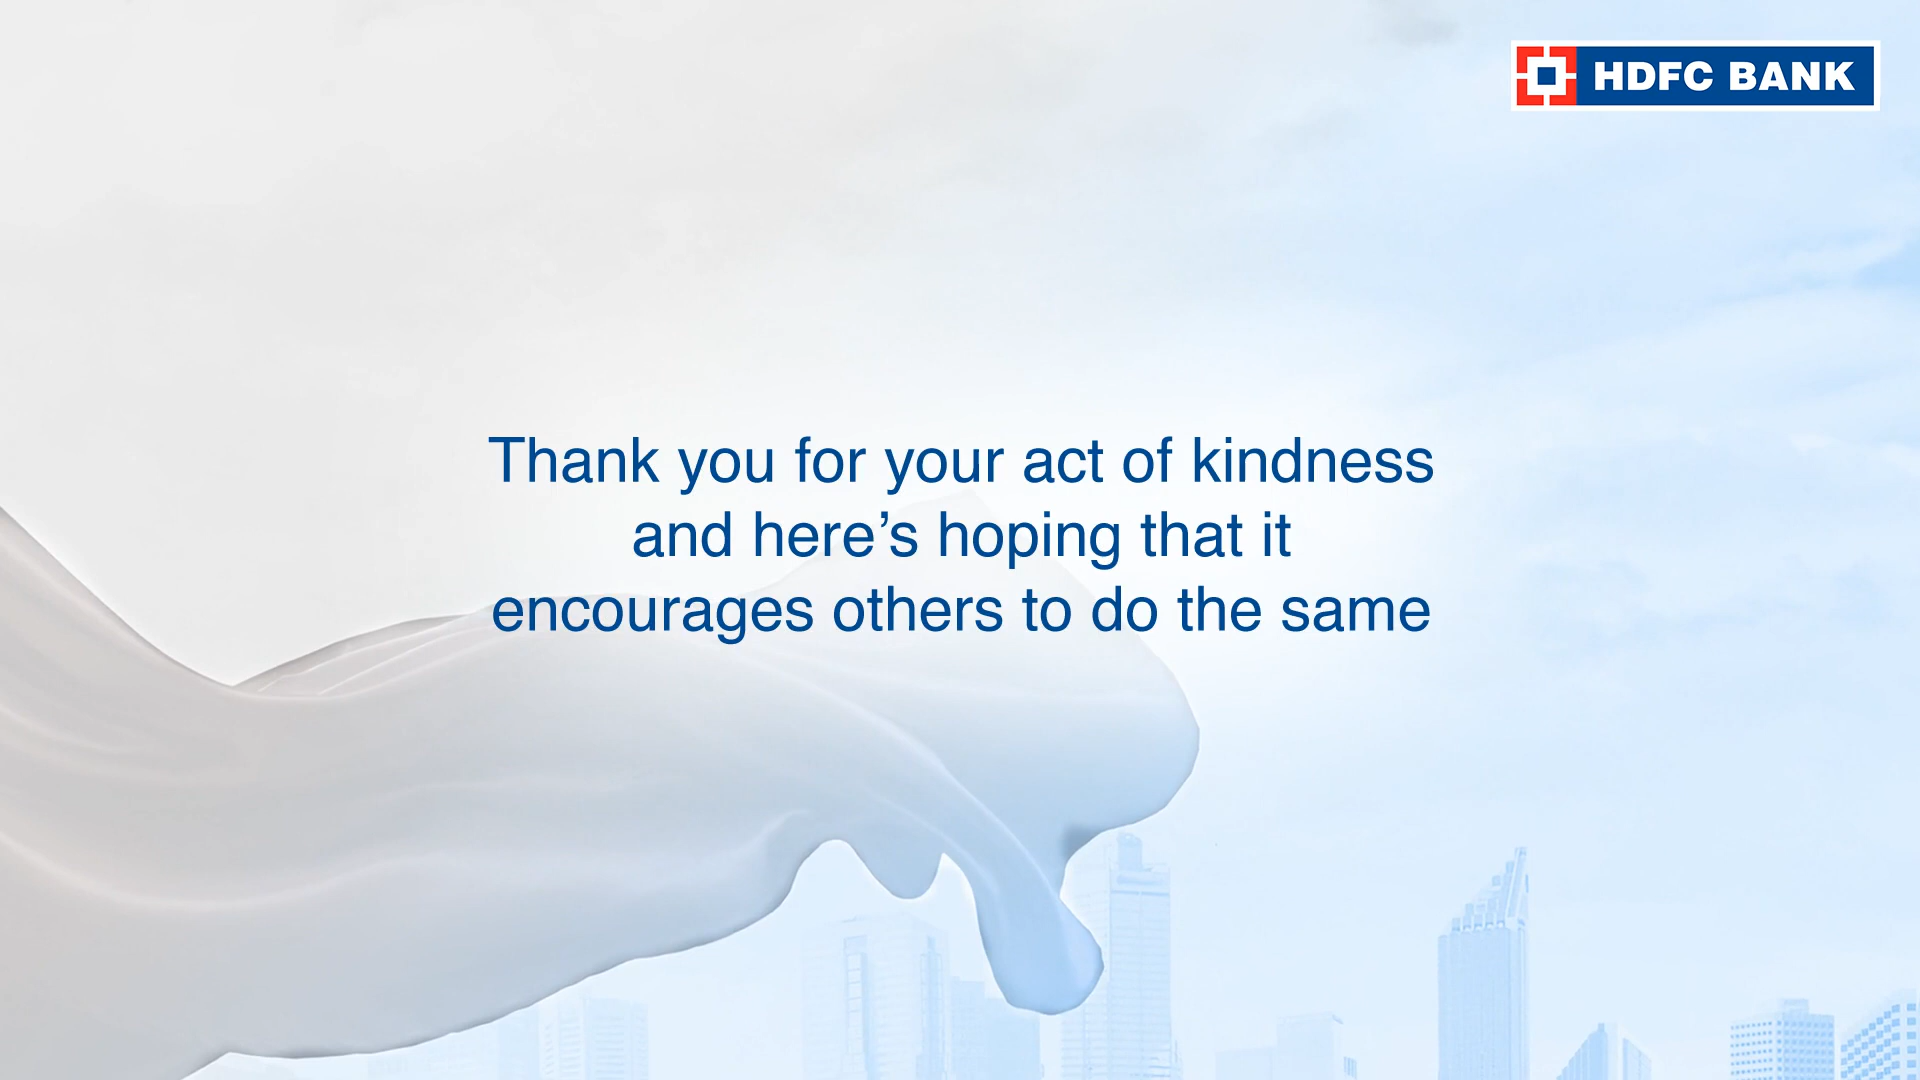 HDFC BANK
Thank you for your act of kindness
and here’s hoping that it
encourages others to do the same